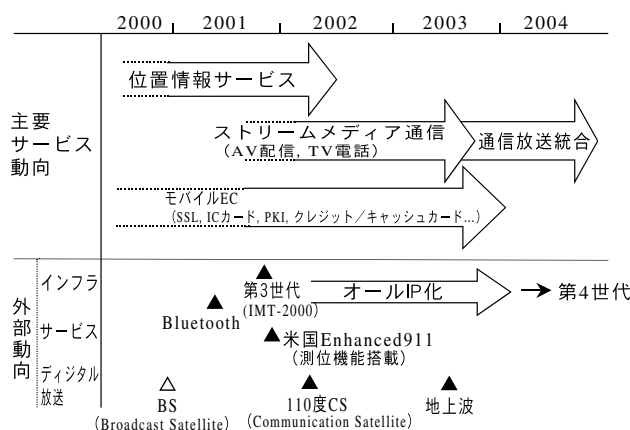 2000 2001 2002 2003 2004
位置情報サービス
主要
サービス
動向
ストリームメディア通信
(AV配信, TV電話)
通信放送統合
モバイルEC
(SSL, ICカード, PKI, クレジット／キャッシュカード...)
外部動向
インフラ
第3世代
(IMT-2000)
オールIP化
第4世代
Bluetooth
サービス
米国Enhanced911
(測位機能搭載)
ディジタル
放送
BS
(Broadcast Satellite)
110度CS
(Communication Satellite)
地上波